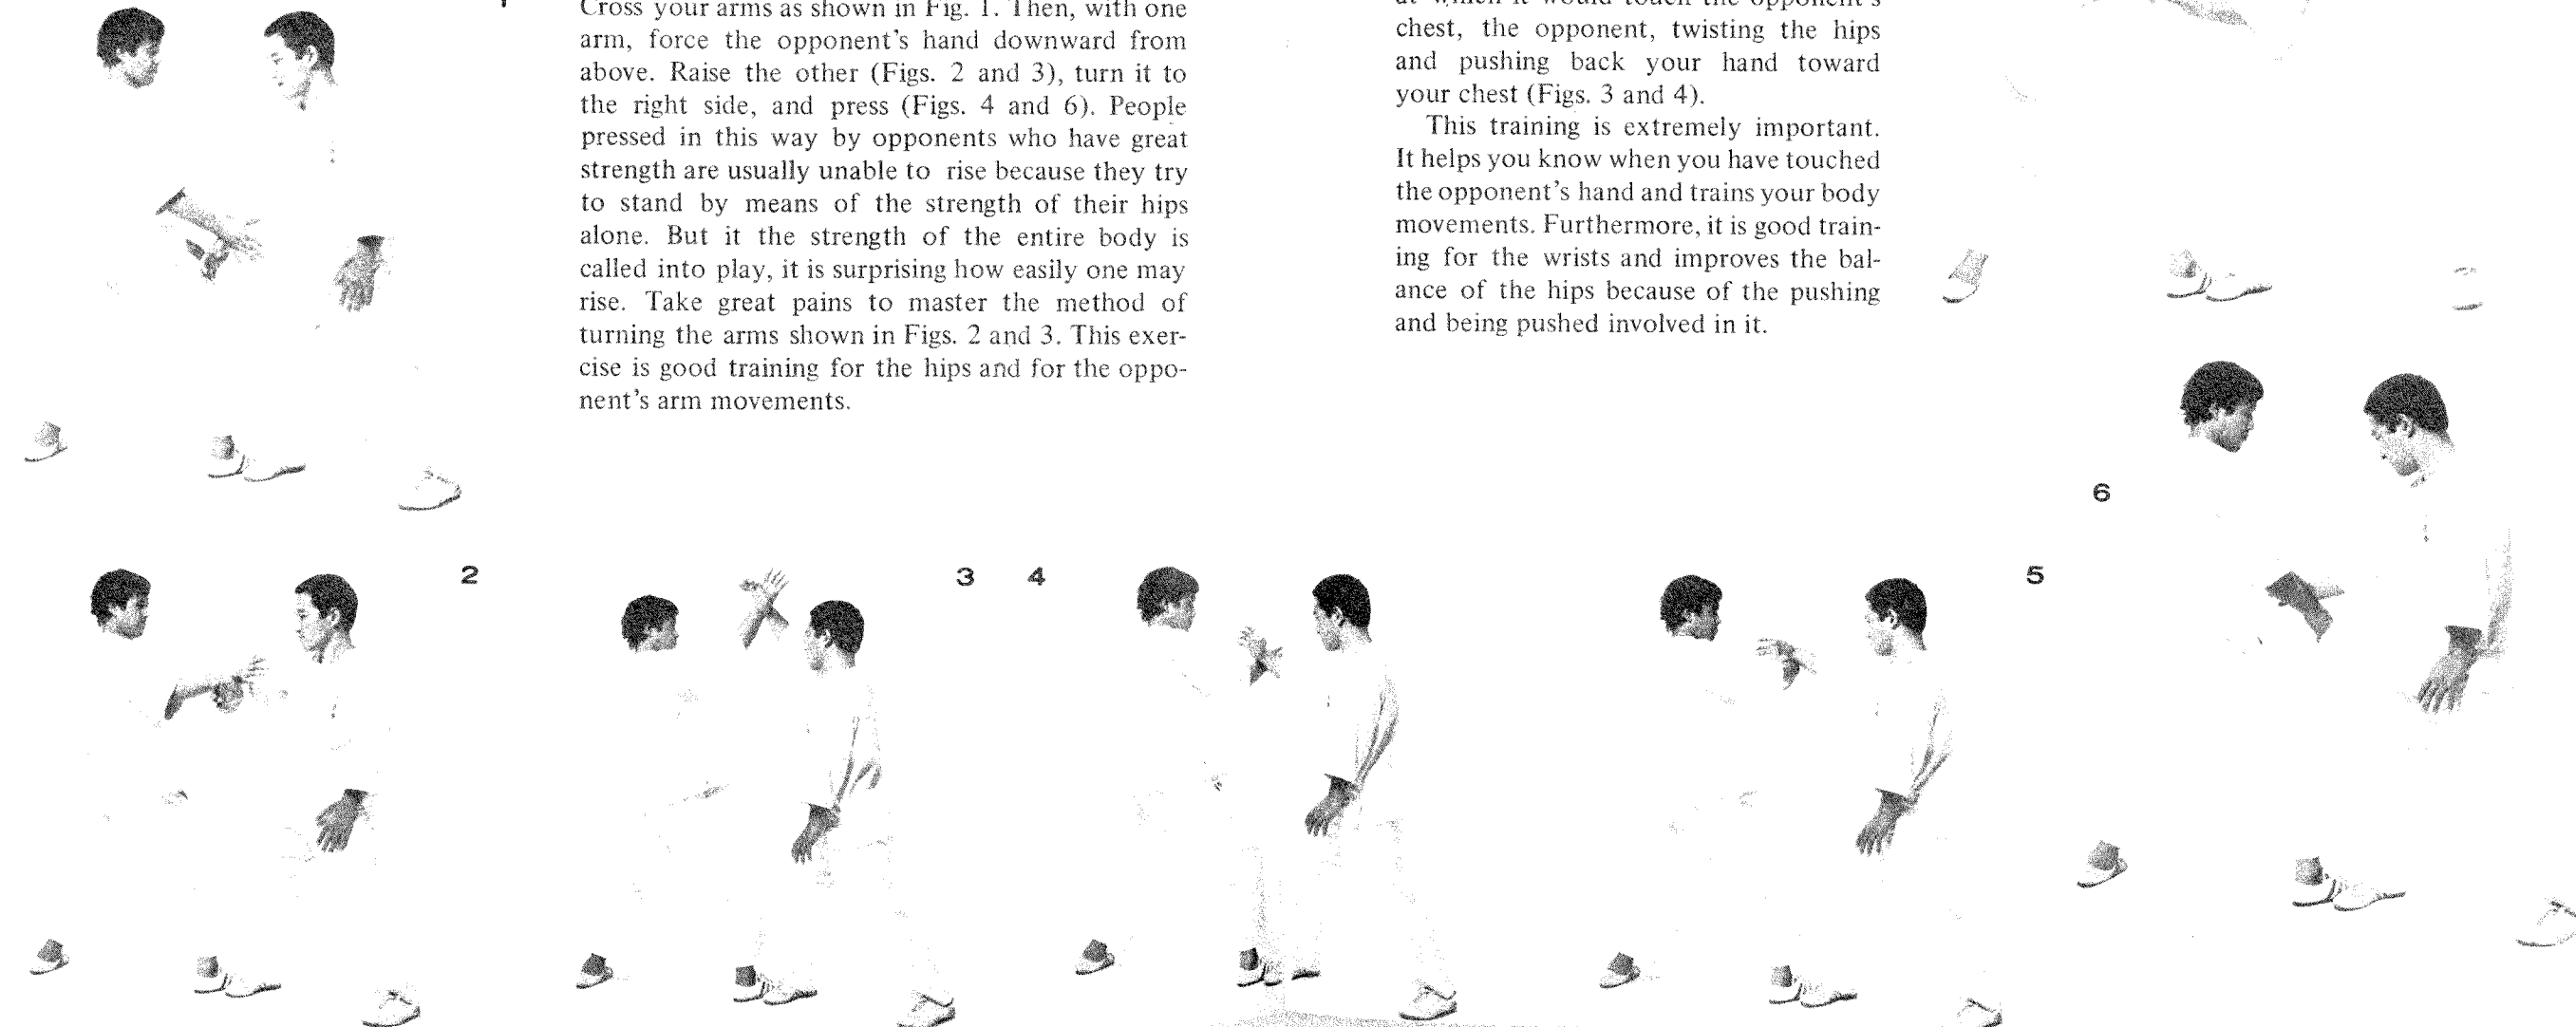 Cross your arms as shown in Fig. 1. Then, with one
arm, force the opponent's hand downward from
above. Raise the other (Figs. 2 and 3), turn it to
the right side, and press (Figs. 4 and 6). People
pressed in this way by opponents who have great
strength are usually unable to rise because they try
to stand by means of the strength of their hips
alone. But it the strength of the entire body is
called into play, it is surprising how easily one may
rise. Take great pains to master the method of
turning the arms shown in Figs. 2 and 3. This exer-
cise is good training for the hips and for the oppo-
nent's arm movements.
at which it would touch the opponent's
chest, the opponent, twisting the hips
and pushing back your hand toward
your chest (Figs. 3 and 4).
This training is extremely important.
It helps you know when you have touched
the opponent's hand and trains your body
movements. Furthermore, it is good train-
ing for the wrists and improves the bal-
ance of the hips because of the pushing
and being pushed involved in it.
6
2
3
4
5